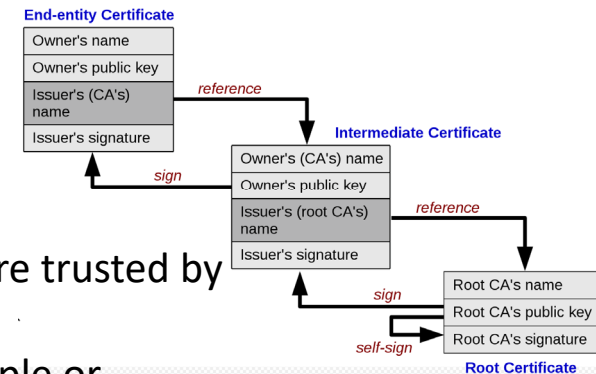 End-entity Certificate
Owner's name
Owner's public key
Issuer's (CA's)
name
Issuer's signature
reference
sign
Intermediate Certificate
Owner's (CA's) name
Owner's public key
Issuer's (root CA's)
name
Issuer's signature
reference
sign
re trusted by
Root CA's name
Root CA's public key
Root CA's signature
self-sign
Root Certificate
ple or